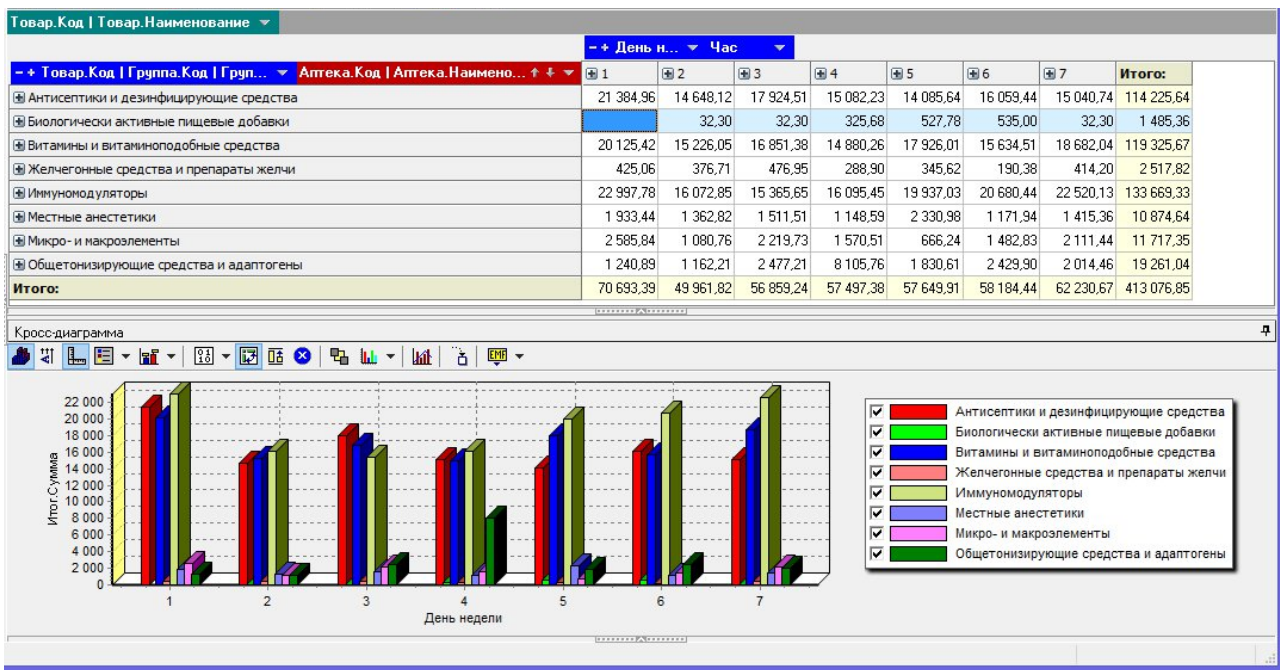 Товар.Код | Товар.Наименование
- + День н... Час
- + Товар.Код | Группа.Код | Груп... Аптека.Код | Аптека.Наимено... 1 2 3 4 5 6 7 Итого:
Антисептики и дезинфицирующие средства 21 384,96 14 648,12 17 924,51 15 082,23 14 085,64 16 059,44 15 040,74 114 225,64
Биологически активные пищевые добавки 32,30 32,30 325,68 527,78 535,00 32,30 1 485,36
Витамины и витаминоподобные средства 20 125,42 15 226,05 16 851,38 14 880,26 17 926,01 15 634,51 18 682,04 119 325,67
Желчегонные средства и препараты желчи 425,06 376,71 476,95 288,90 345,62 190,38 414,20 2 517,82
Иммуномодуляторы 22 997,78 16 072,85 15 365,65 16 095,45 19 937,03 20 680,44 22 520,13 133 669,33
Местные анестетики 1 933,44 1 362,82 1 511,51 1 148,59 2 330,98 1 171,94 1 415,36 10 874,64
Микро- и макроэлементы 2 585,84 1 080,76 2 219,73 1 570,51 666,24 1 482,83 2 111,44 11 717,35
Общетонизирующие средства и адаптогены 1 240,89 1 162,21 2 477,21 8 105,76 1 830,61 2 429,90 2 014,46 19 261,04
Итого: 70 693,39 49 961,82 56 859,24 57 497,38 57 649,91 58 184,44 62 230,67 413 076,85
Кросс-диаграмма
EMF
Итог.Сумма
22 000
20 000
18 000
16 000
14 000
12 000
10 000
8 000
6 000
4 000
2 000
0
1 2 3 4 5 6 7
День недели
Антисептики и дезинфицирующие средства
Биологически активные пищевые добавки
Витамины и витаминоподобные средства
Желчегонные средства и препараты желчи
Иммуномодуляторы
Местные анестетики
Микро- и макроэлементы
Общетонизирующие средства и адаптогены